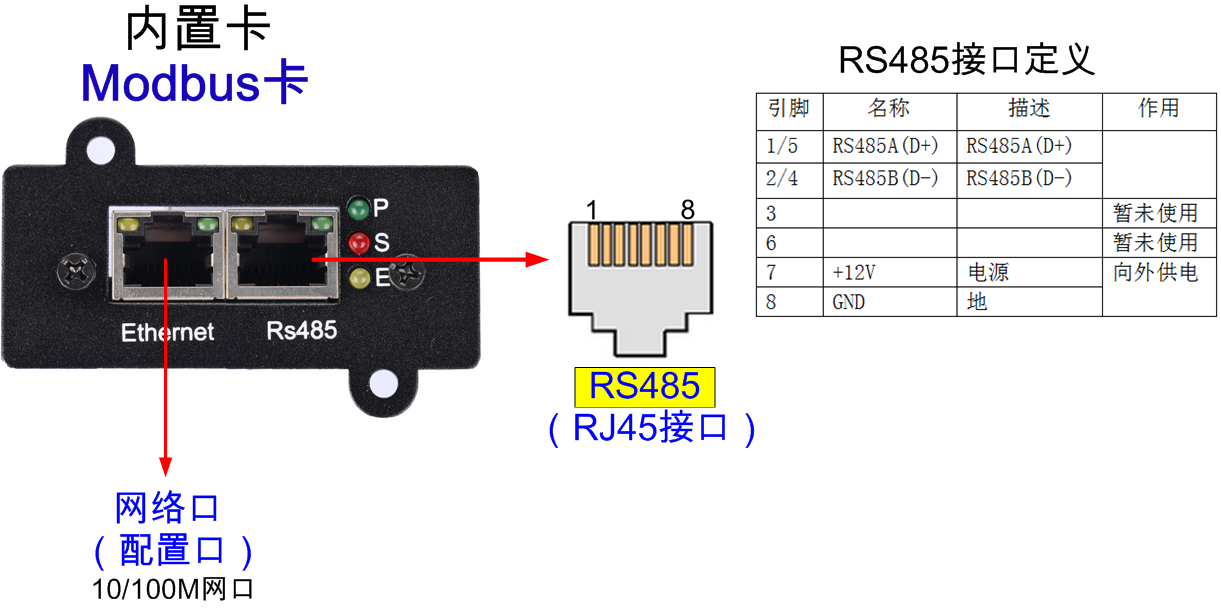 内置卡
Modbus卡
P
S
E
Ethernet
Rs485
网络口
（配置口）
10/100M网口
1 8
RS485
（RJ45接口）
RS485接口定义
引脚 名称 描述 作用
1/5 RS485A(D+) RS485A(D+)
2/4 RS485B(D-) RS485B(D-)
3 暂未使用
6 暂未使用
7 +12V 电源 向外供电
8 GND 地